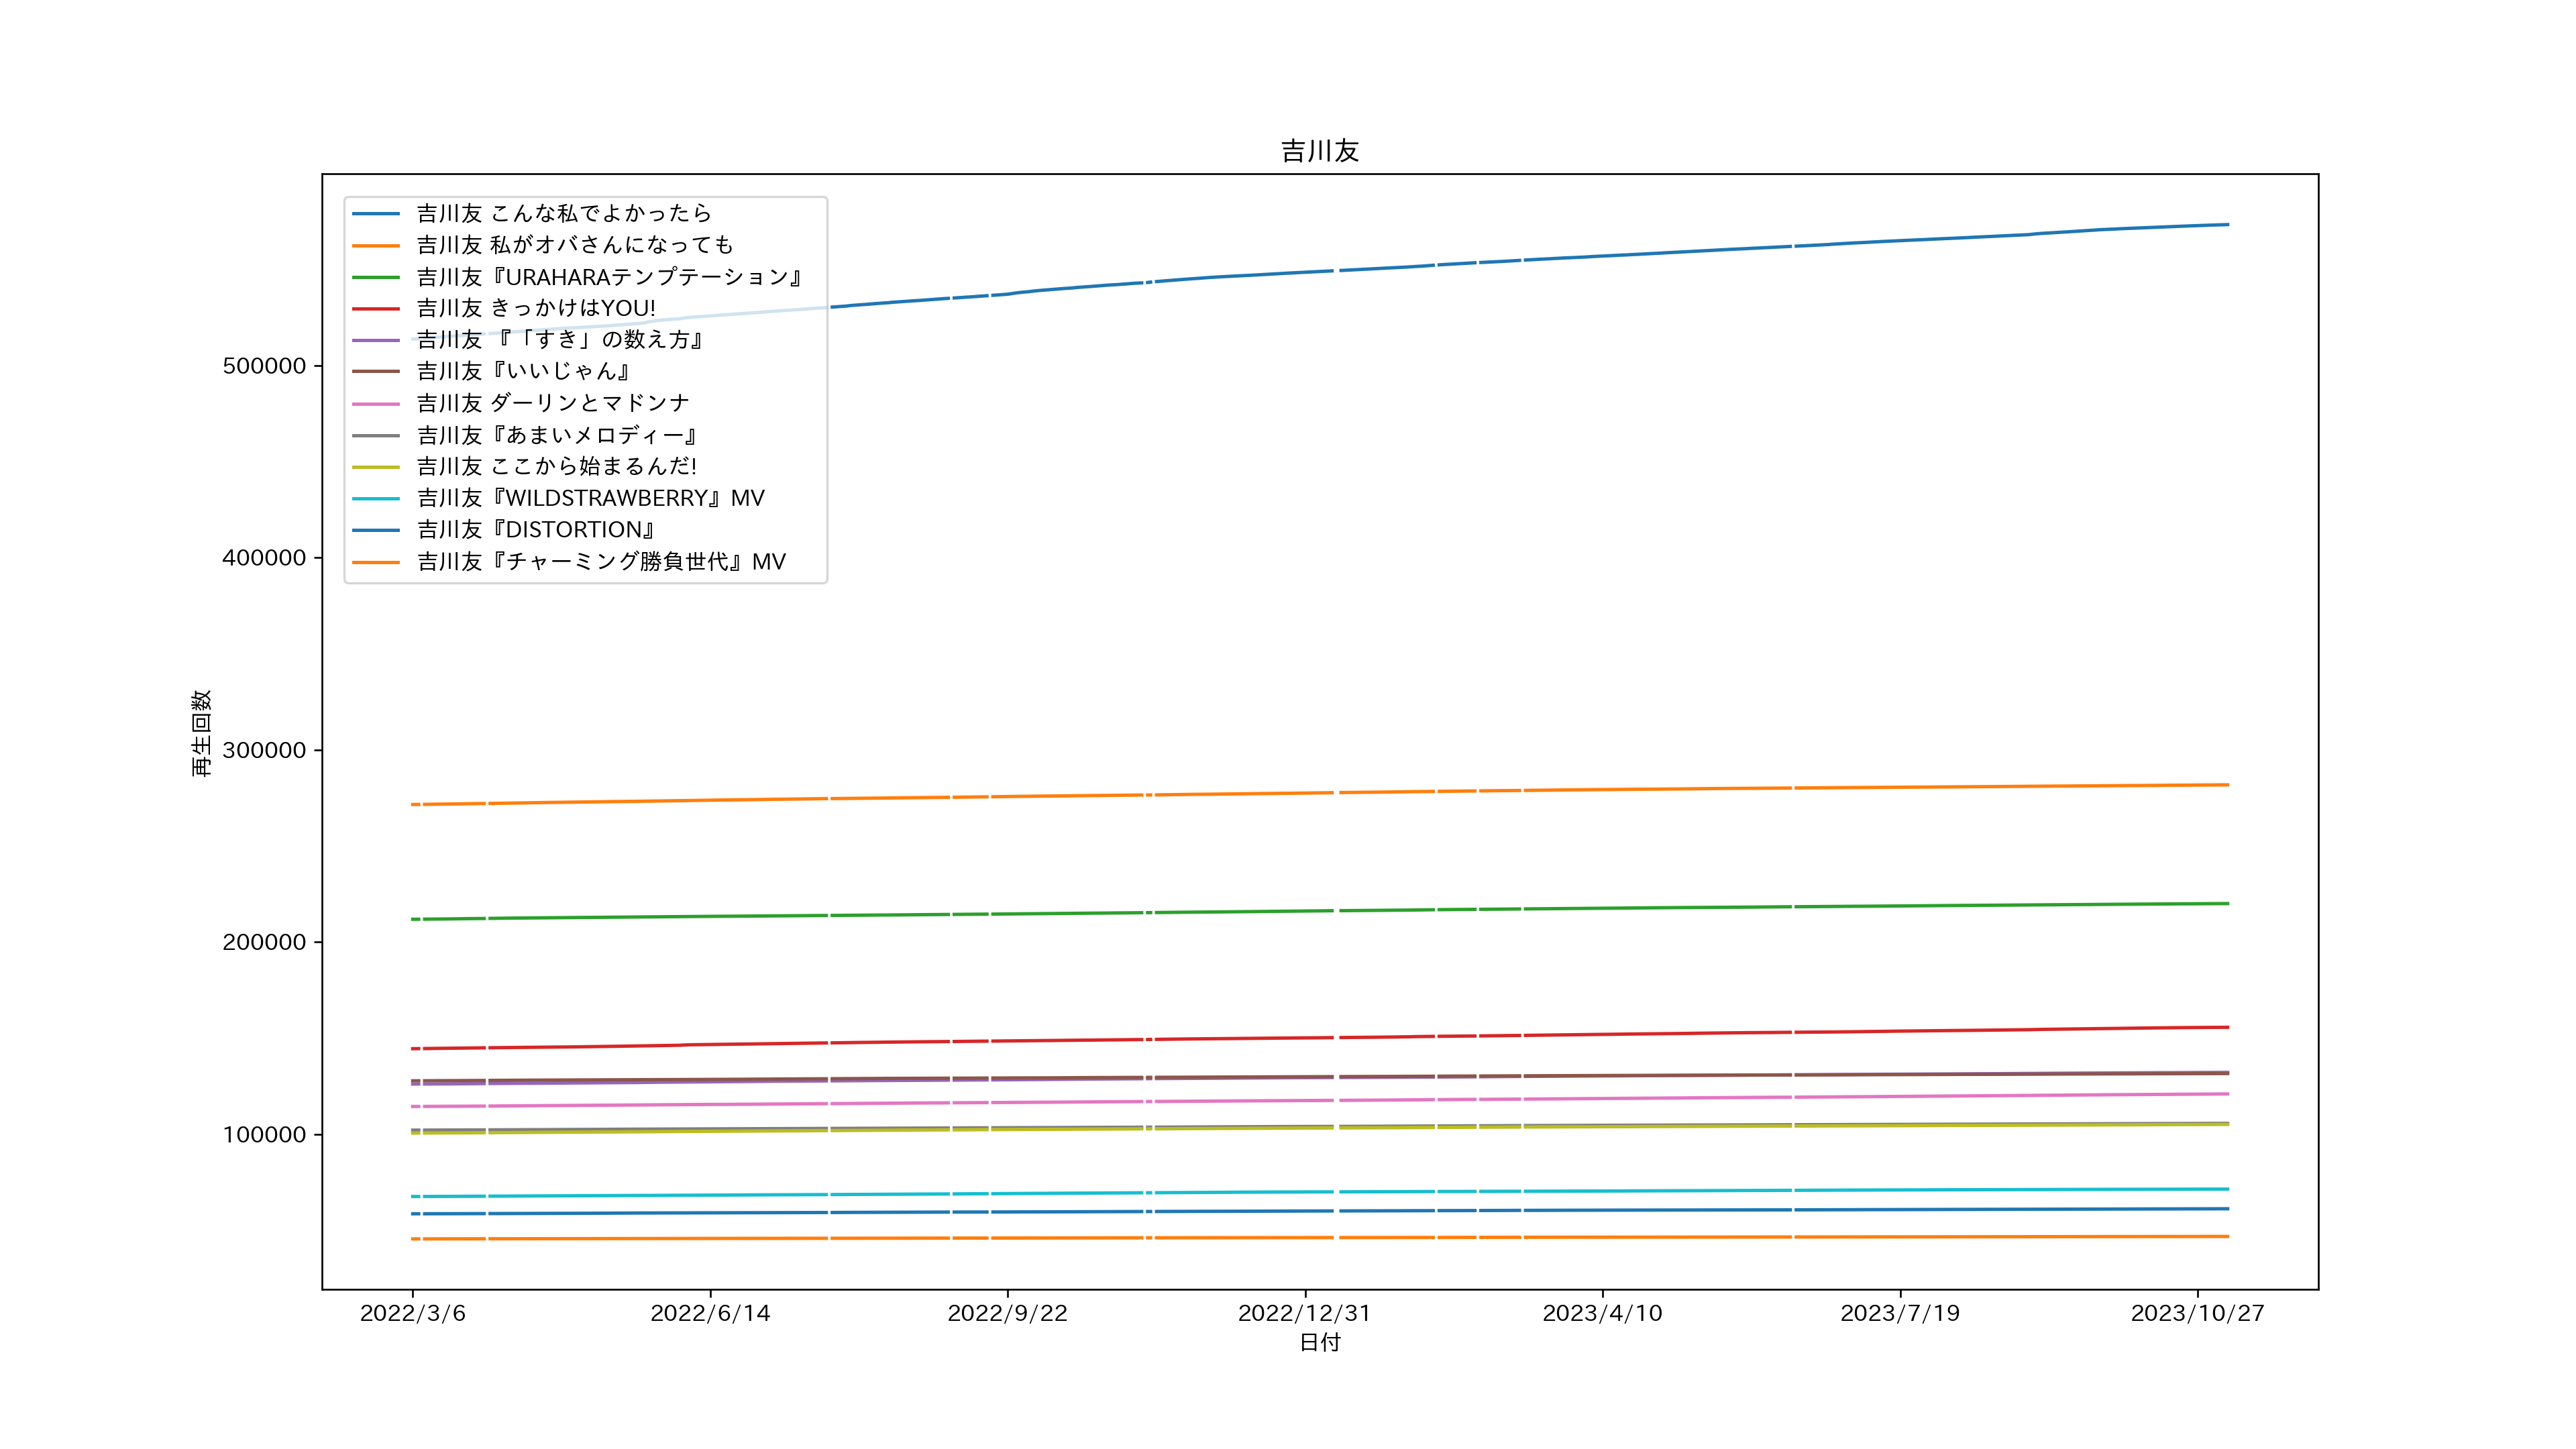 吉川友
吉川友 こんな私でよかったら
吉川友 私がオバさんになっても
吉川友『URAHARAテンプテーション』
吉川友 きっかけはYOU!
吉川友 『「すき」の数え方』
吉川友『いいじゃん』
吉川友 ダーリンとマドンナ
吉川友『あまいメロディー』
吉川友 ここから始まるんだ!
吉川友『WILDSTRAWBERRY』MV
吉川友『DISTORTION』
吉川友『チャーミング勝負世代』MV
再生回数
500000
400000
300000
200000
100000
2022/3/6
2022/6/14
2022/9/22
2022/12/31
2023/4/10
2023/7/19
2023/10/27
日付